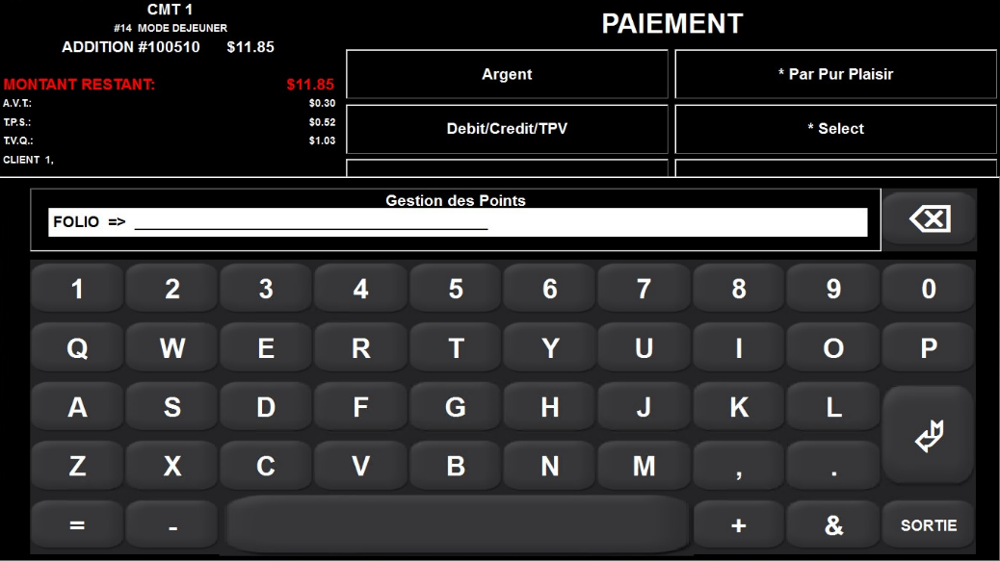 CMT 1
#14 MODE DEJEUNER
ADDITION #100510 $11.85
MONTANT RESTANT: $11.85
A.V.T.: $0.30
T.P.S.: $0.52
T.V.Q.: $1.03
CLIENT 1,
PAIEMENT
Argent
* Par Pur Plaisir
Debit/Credit/TPV
* Select
Gestion des Points
FOLIO => ____________________
1 2 3 4 5 6 7 8 9 0
Q W E R T Y U I O P
A S D F G H J K L
Z X C V B N M , .
= - + & SORTIE